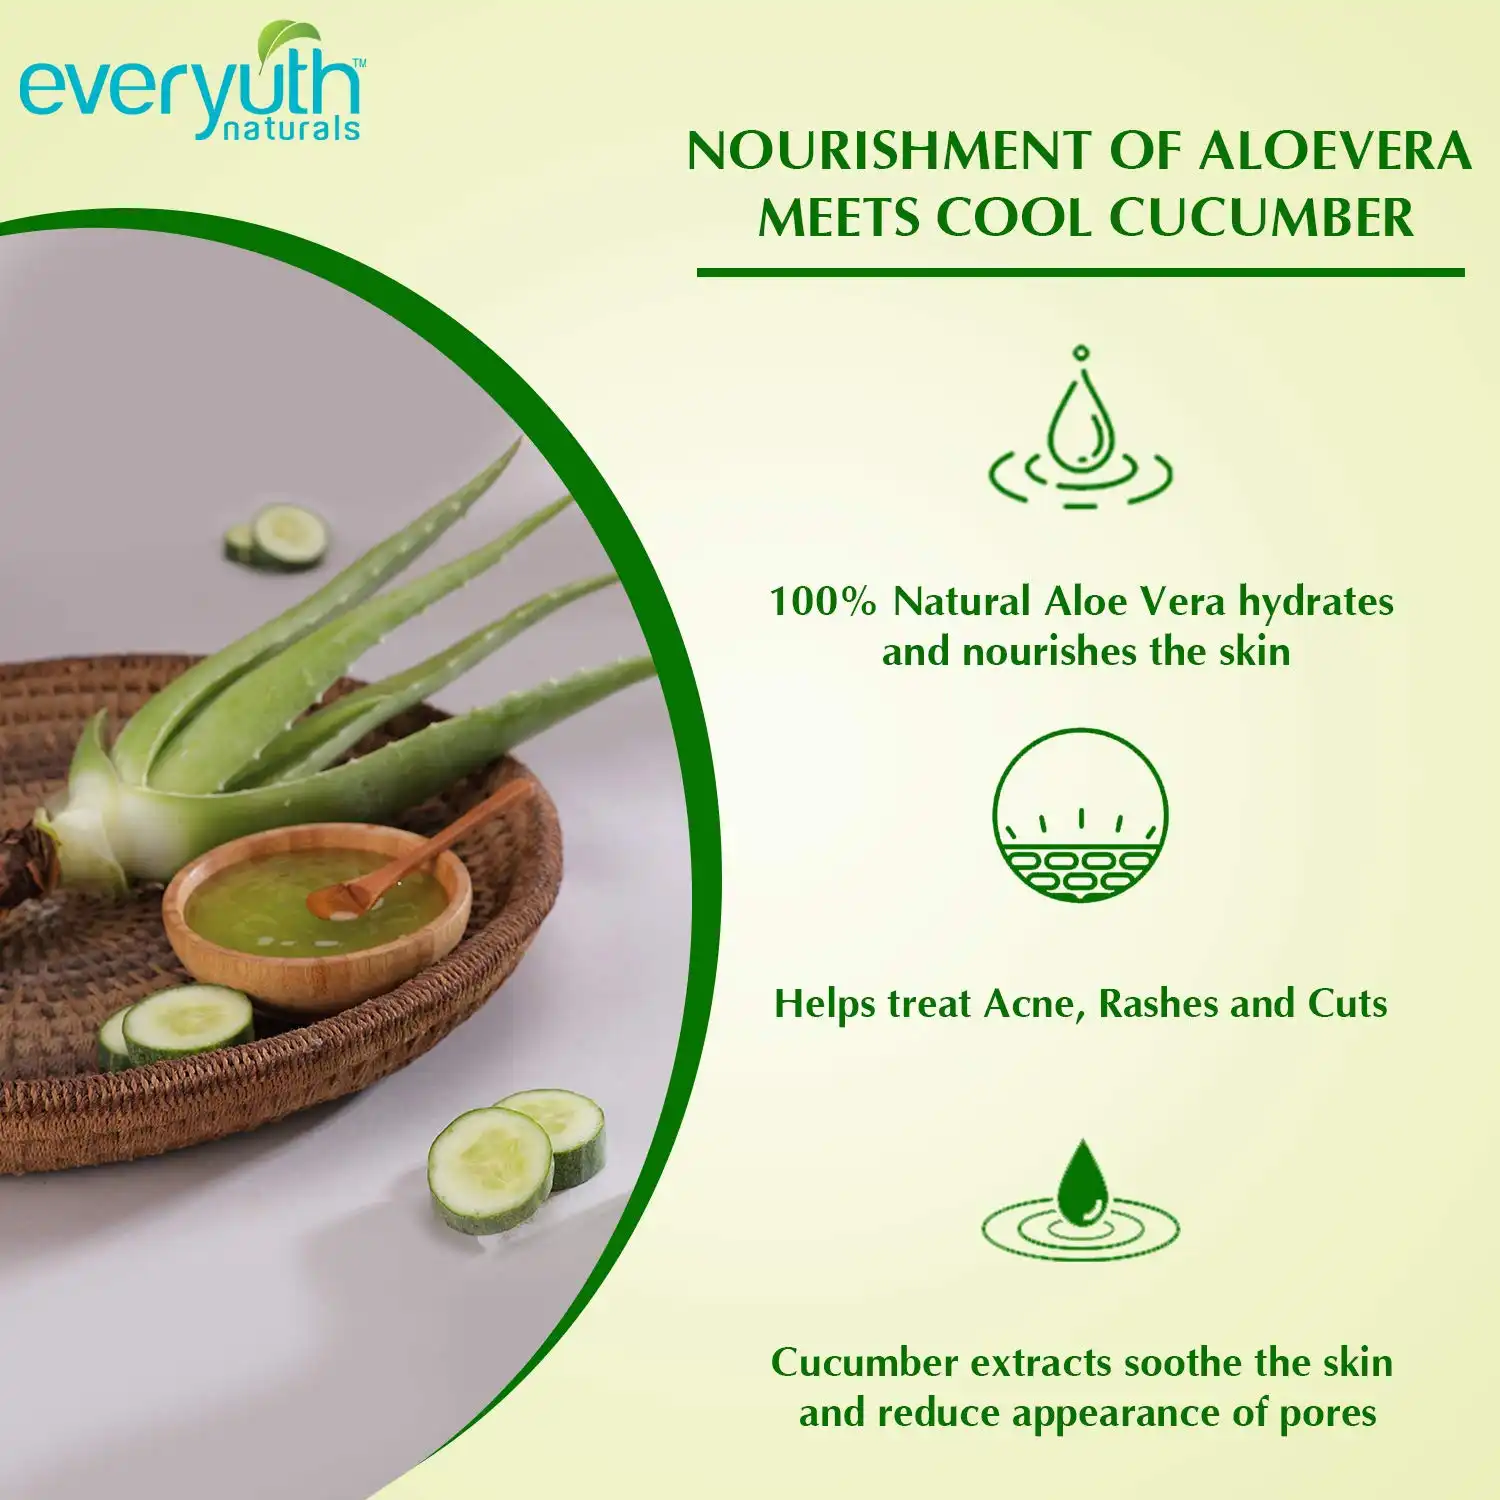 everyuth™
naturals
NOURISHMENT OF ALOEVERA
MEETS COOL CUCUMBER
100% Natural Aloe Vera hydrates
and nourishes the skin
Helps treat Acne, Rashes and Cuts
Cucumber extracts soothe the skin
and reduce appearance of pores